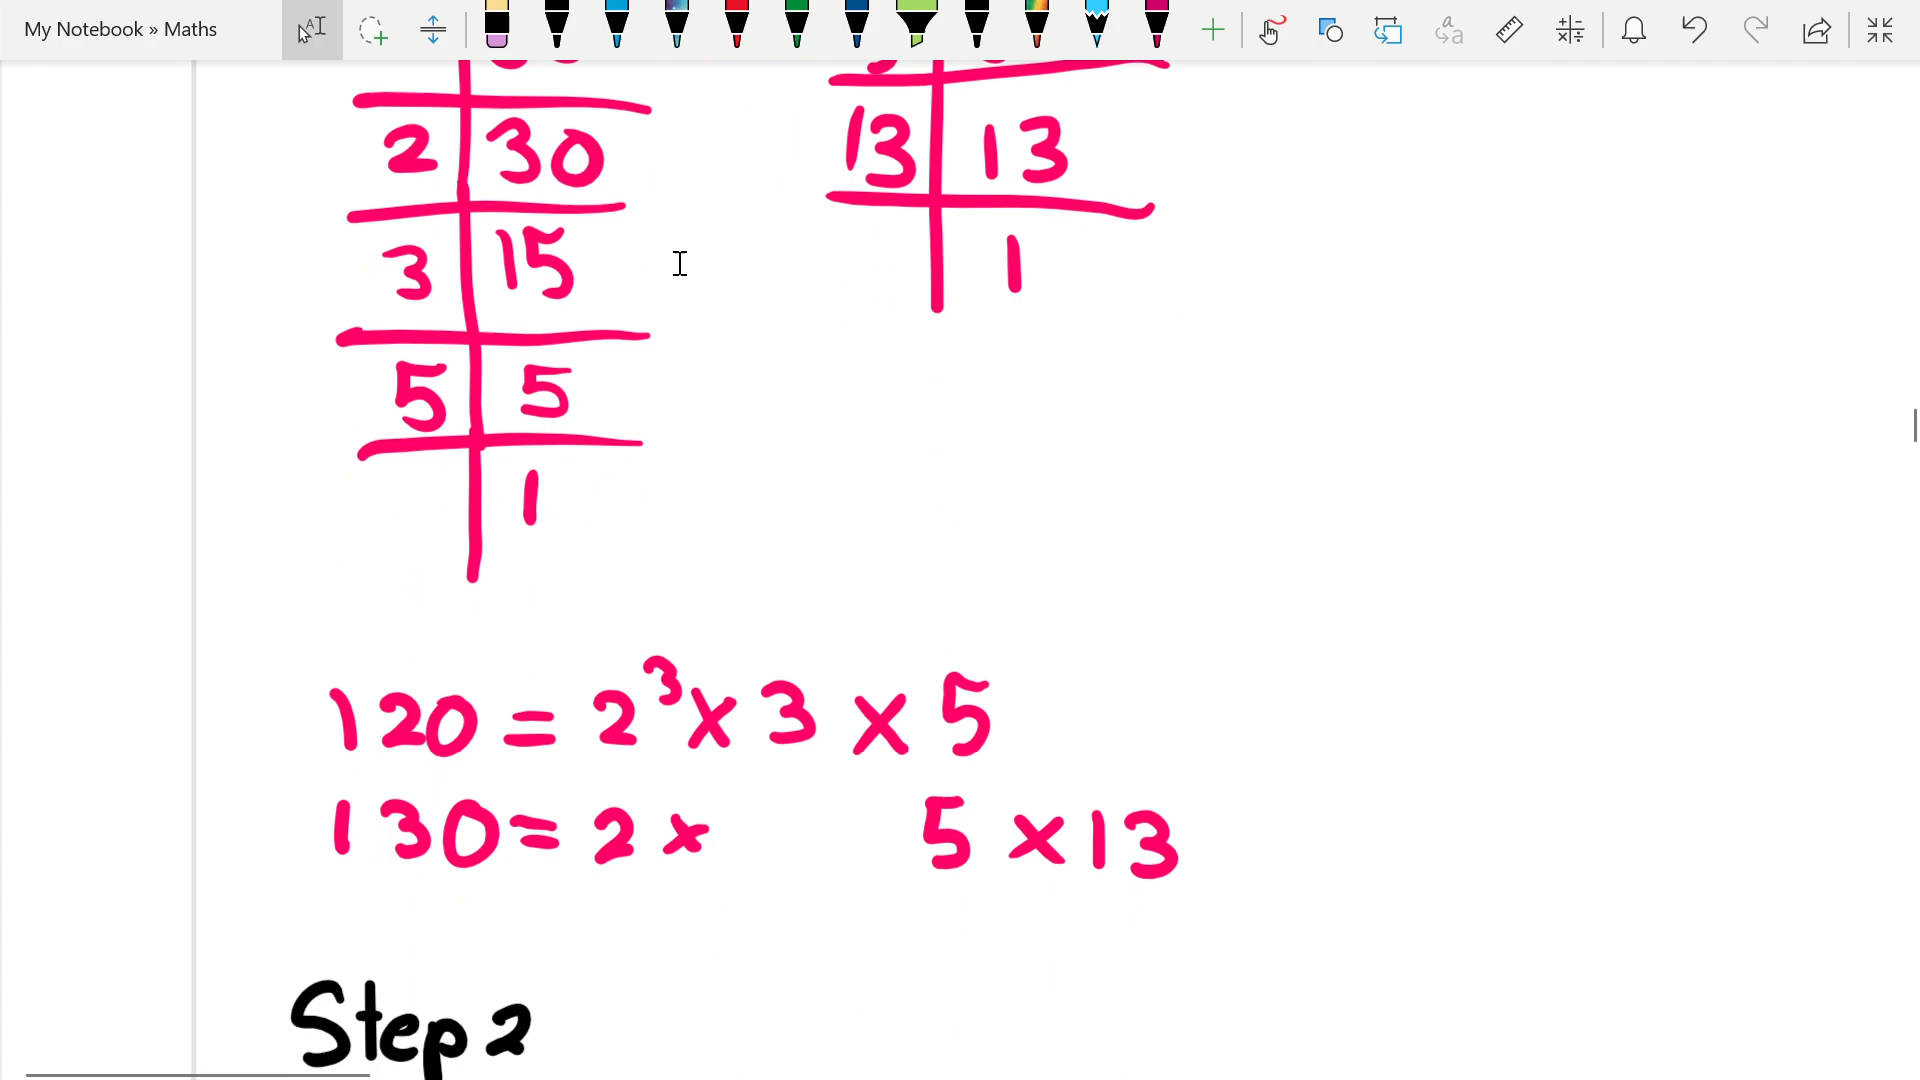 My Notebook » Maths
2 30
3 15
5 5
1
13 13
1
120 = 2³ x 3 x 5
130 = 2 x 5 x 13
Step 2